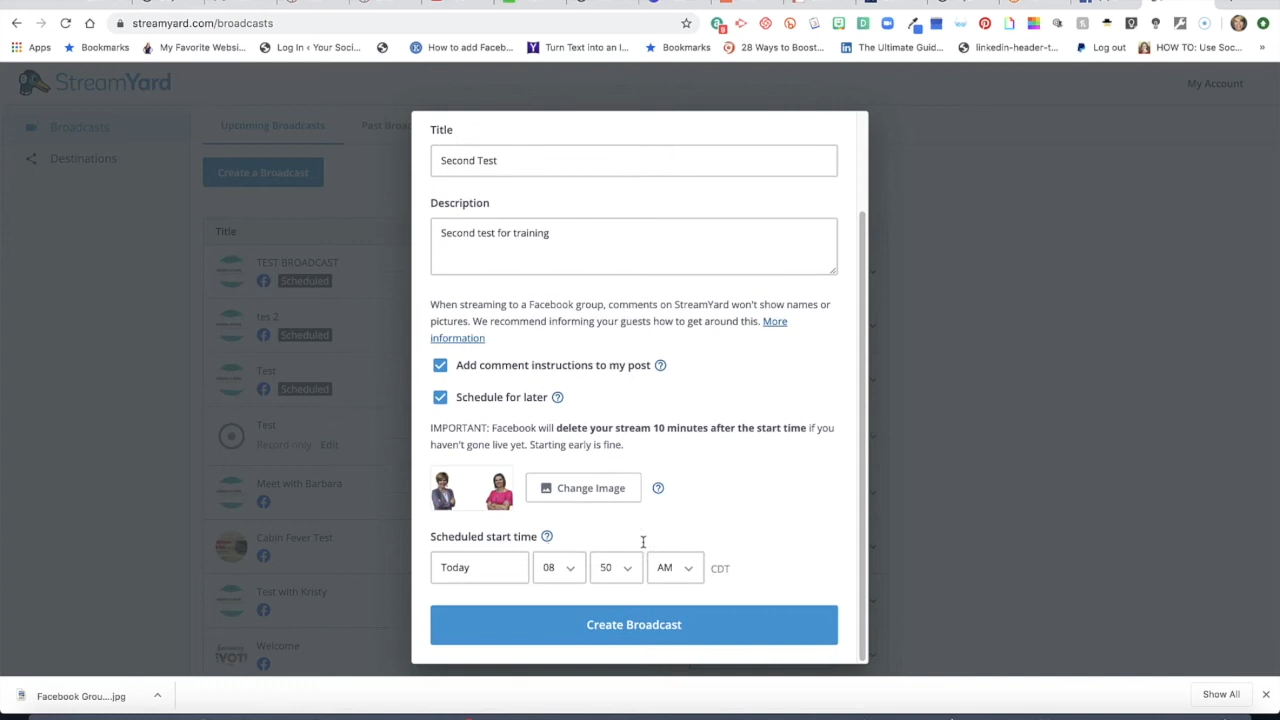 streamyard.com/broadcasts
Apps
Bookmarks
My Favorite Websi...
Log In ‹ Your Soci...
How to add Faceb...
Turn Text into an I...
Bookmarks
28 Ways to Boost...
The Ultimate Guid...
linkedin-header-t...
Log out
HOW TO: Use Soc...
»
StreamYard
My Account
Broadcasts
Destinations
Upcoming Broadcasts
Past Broa
Create a Broadcast
Title
TEST BROADCAST
Scheduled
tes 2
Scheduled
Test
Scheduled
Test
Record-only Edit
Meet with Barbara
Cabin Fever Test
Test with Kristy
Welcome
Title
Second Test
Description
Second test for training
When streaming to a Facebook group, comments on StreamYard won't show names or
pictures. We recommend informing your guests how to get around this. More
information
Add comment instructions to my post
Schedule for later
IMPORTANT: Facebook will delete your stream 10 minutes after the start time if you
haven't gone live yet. Starting early is fine.
Change Image
Scheduled start time
Today 08 50 AM CDT
Create Broadcast
Facebook Grou....jpg
Show All